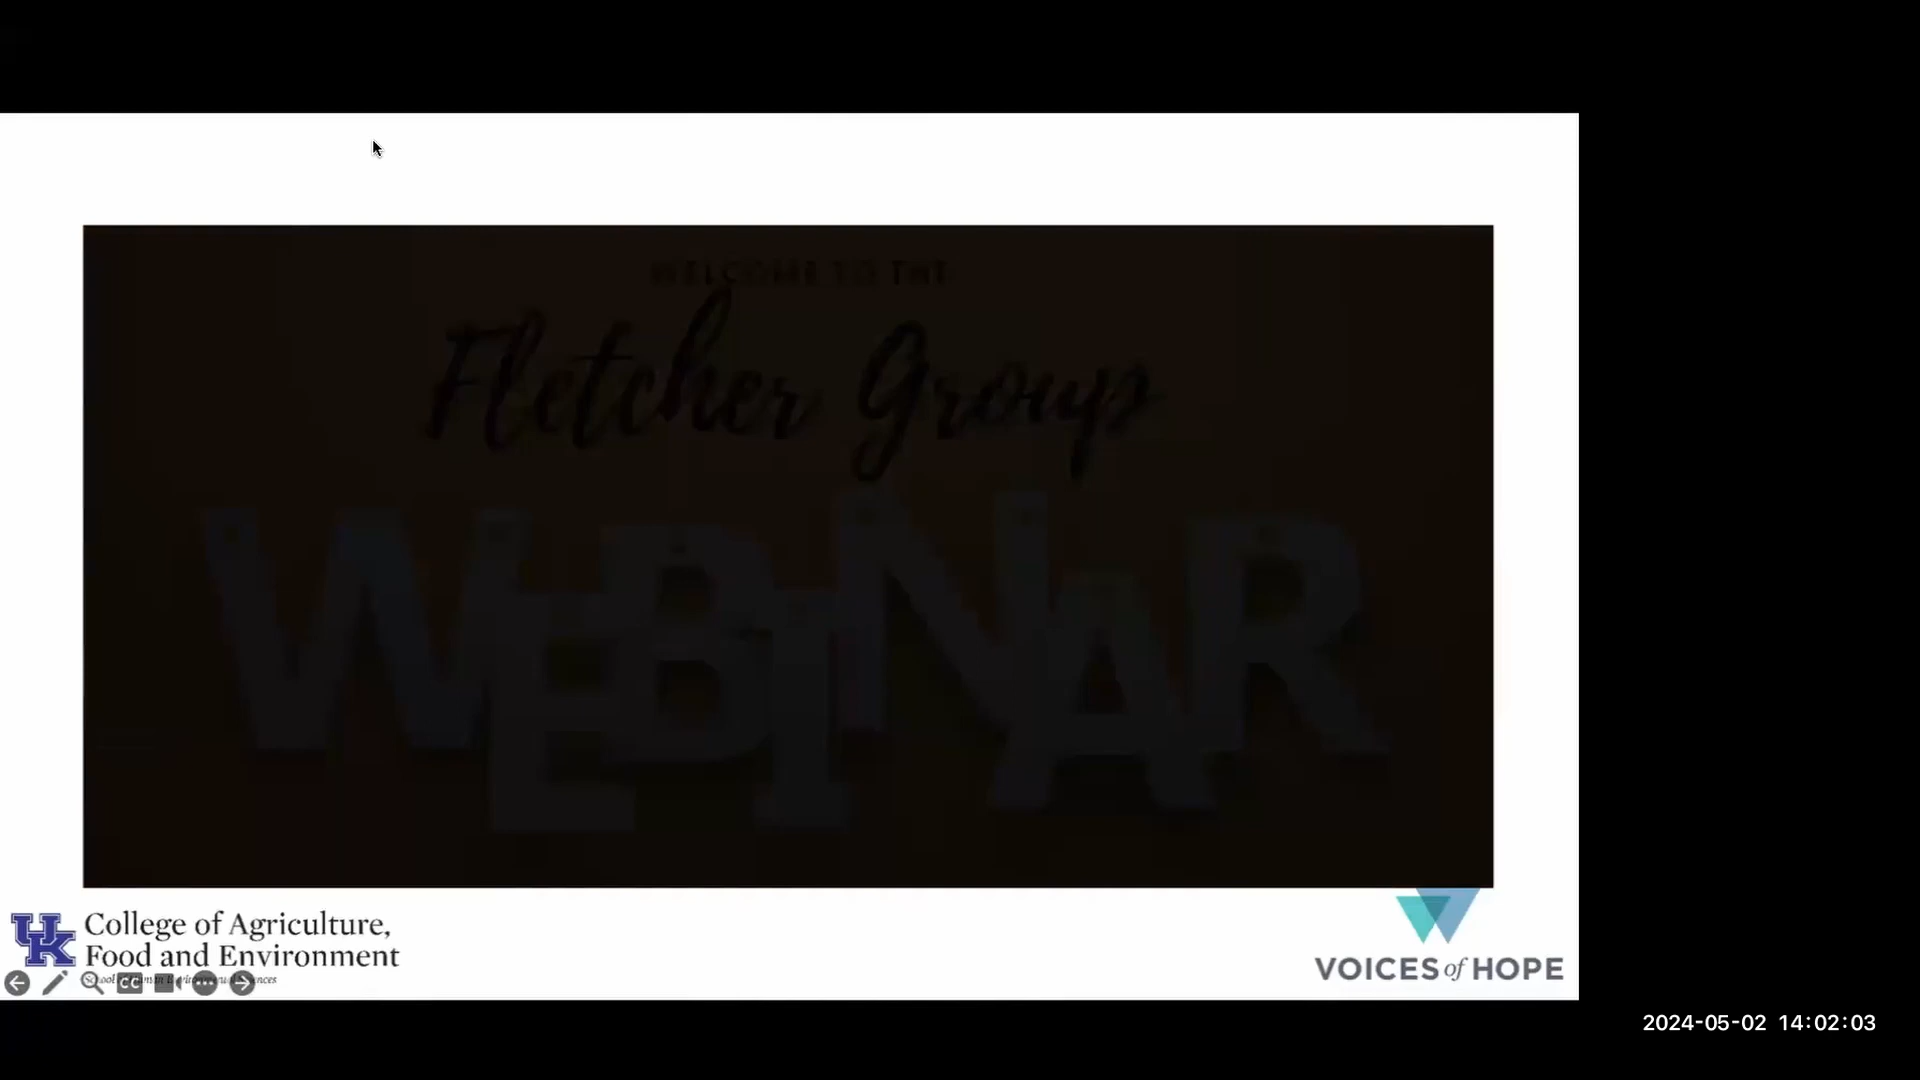 WELCOME TO THE
Fletcher Group
WEBINAR
College of Agriculture,
Food and Environment
VOICES of HOPE
CC
2024-05-02 14:02:03